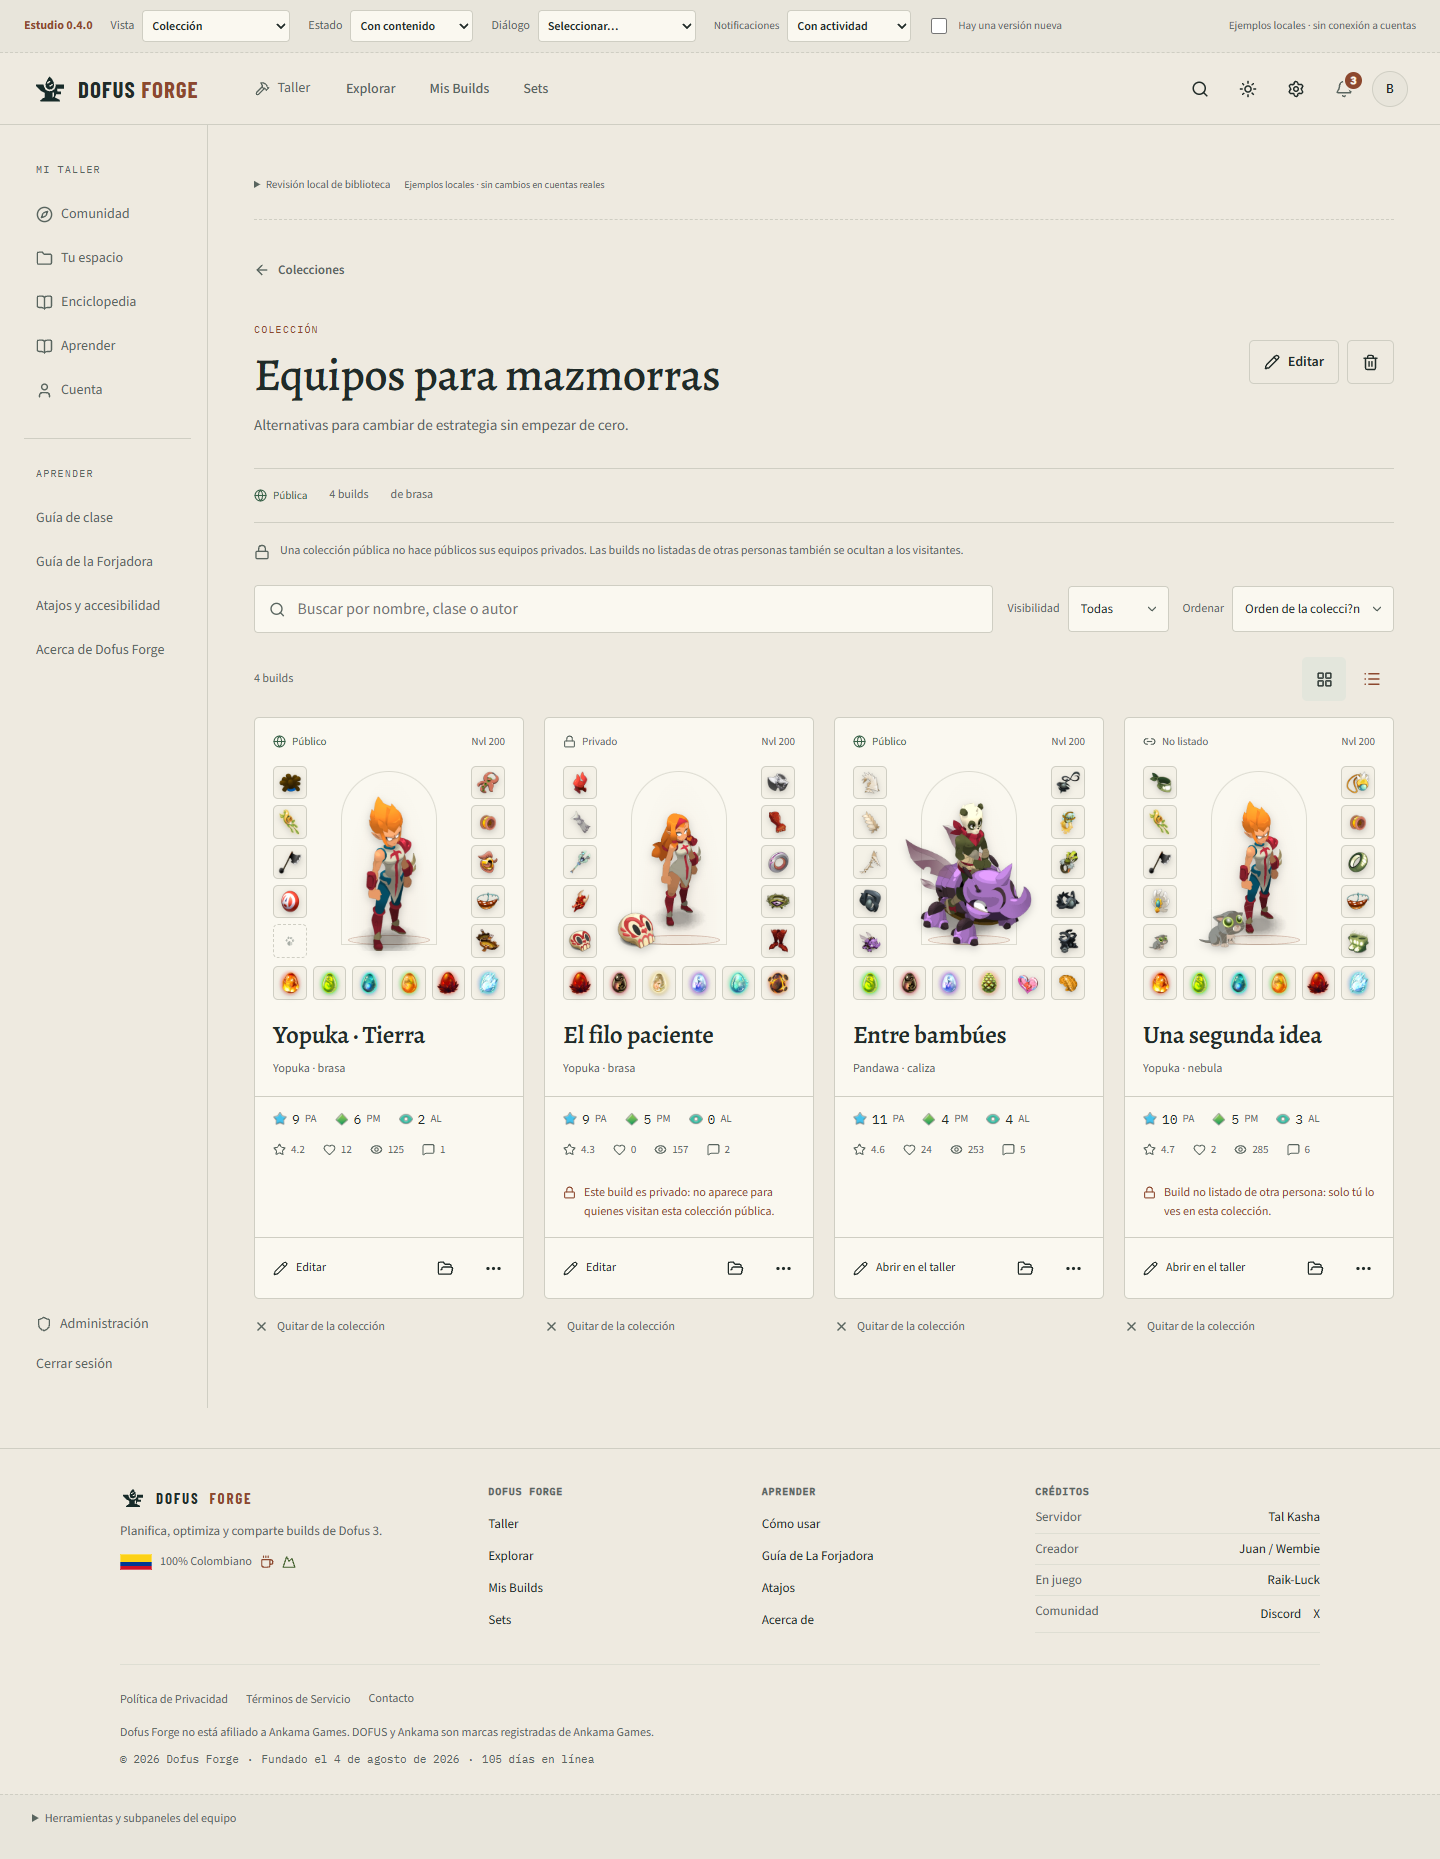 Estudio 0.4.0 Vista Colección Estado Con contenido Diálogo Seleccionar... Notificaciones Con actividad Hay una versión nueva Ejemplos locales · sin conexión a cuentas
DOFUS FORGE Taller Explorar Mis Builds Sets 3 B
MI TALLER
Comunidad
Tu espacio
Enciclopedia
Aprender
Cuenta
APRENDER
Guía de clase
Guía de la Forjadora
Atajos y accesibilidad
Acerca de Dofus Forge
Administración
Cerrar sesión
Revisión local de biblioteca Ejemplos locales · sin cambios en cuentas reales
Colecciones
COLECCIÓN
Equipos para mazmorras
Editar
Alternativas para cambiar de estrategia sin empezar de cero.
Pública 4 builds de brasa
Una colección pública no hace públicos sus equipos privados. Las builds no listadas de otras personas también se ocultan a los visitantes.
Buscar por nombre, clase o autor Visibilidad Todas Ordenar Orden de la colecci?n
4 builds
Público Nvl 200
Yopuka · Tierra
Yopuka · brasa
9 PA 6 PM 2 AL
4.2 12 125 1
Editar
Quitar de la colección
Privado Nvl 200
El filo paciente
Yopuka · brasa
9 PA 5 PM 0 AL
4.3 0 157 2
Este build es privado: no aparece para
quienes visitan esta colección pública.
Editar
Quitar de la colección
Público Nvl 200
Entre bambúes
Pandawa · caliza
11 PA 4 PM 4 AL
4.6 24 253 5
Abrir en el taller
Quitar de la colección
No listado Nvl 200
Una segunda idea
Yopuka · nebula
10 PA 5 PM 3 AL
4.7 2 285 6
Build no listado de otra persona: solo tú lo
ves en esta colección.
Abrir en el taller
Quitar de la colección
DOFUS FORGE
Planifica, optimiza y comparte builds de Dofus 3.
100% Colombiano
DOFUS FORGE
Taller
Explorar
Mis Builds
Sets
APRENDER
Cómo usar
Guía de La Forjadora
Atajos
Acerca de
CRÉDITOS
Servidor Tal Kasha
Creador Juan / Wembie
En juego Raik-Luck
Comunidad Discord X
Política de Privacidad Términos de Servicio Contacto
Dofus Forge no está afiliado a Ankama Games. DOFUS y Ankama son marcas registradas de Ankama Games.
© 2026 Dofus Forge · Fundado el 4 de agosto de 2026 · 105 días en línea
Herramientas y subpaneles del equipo